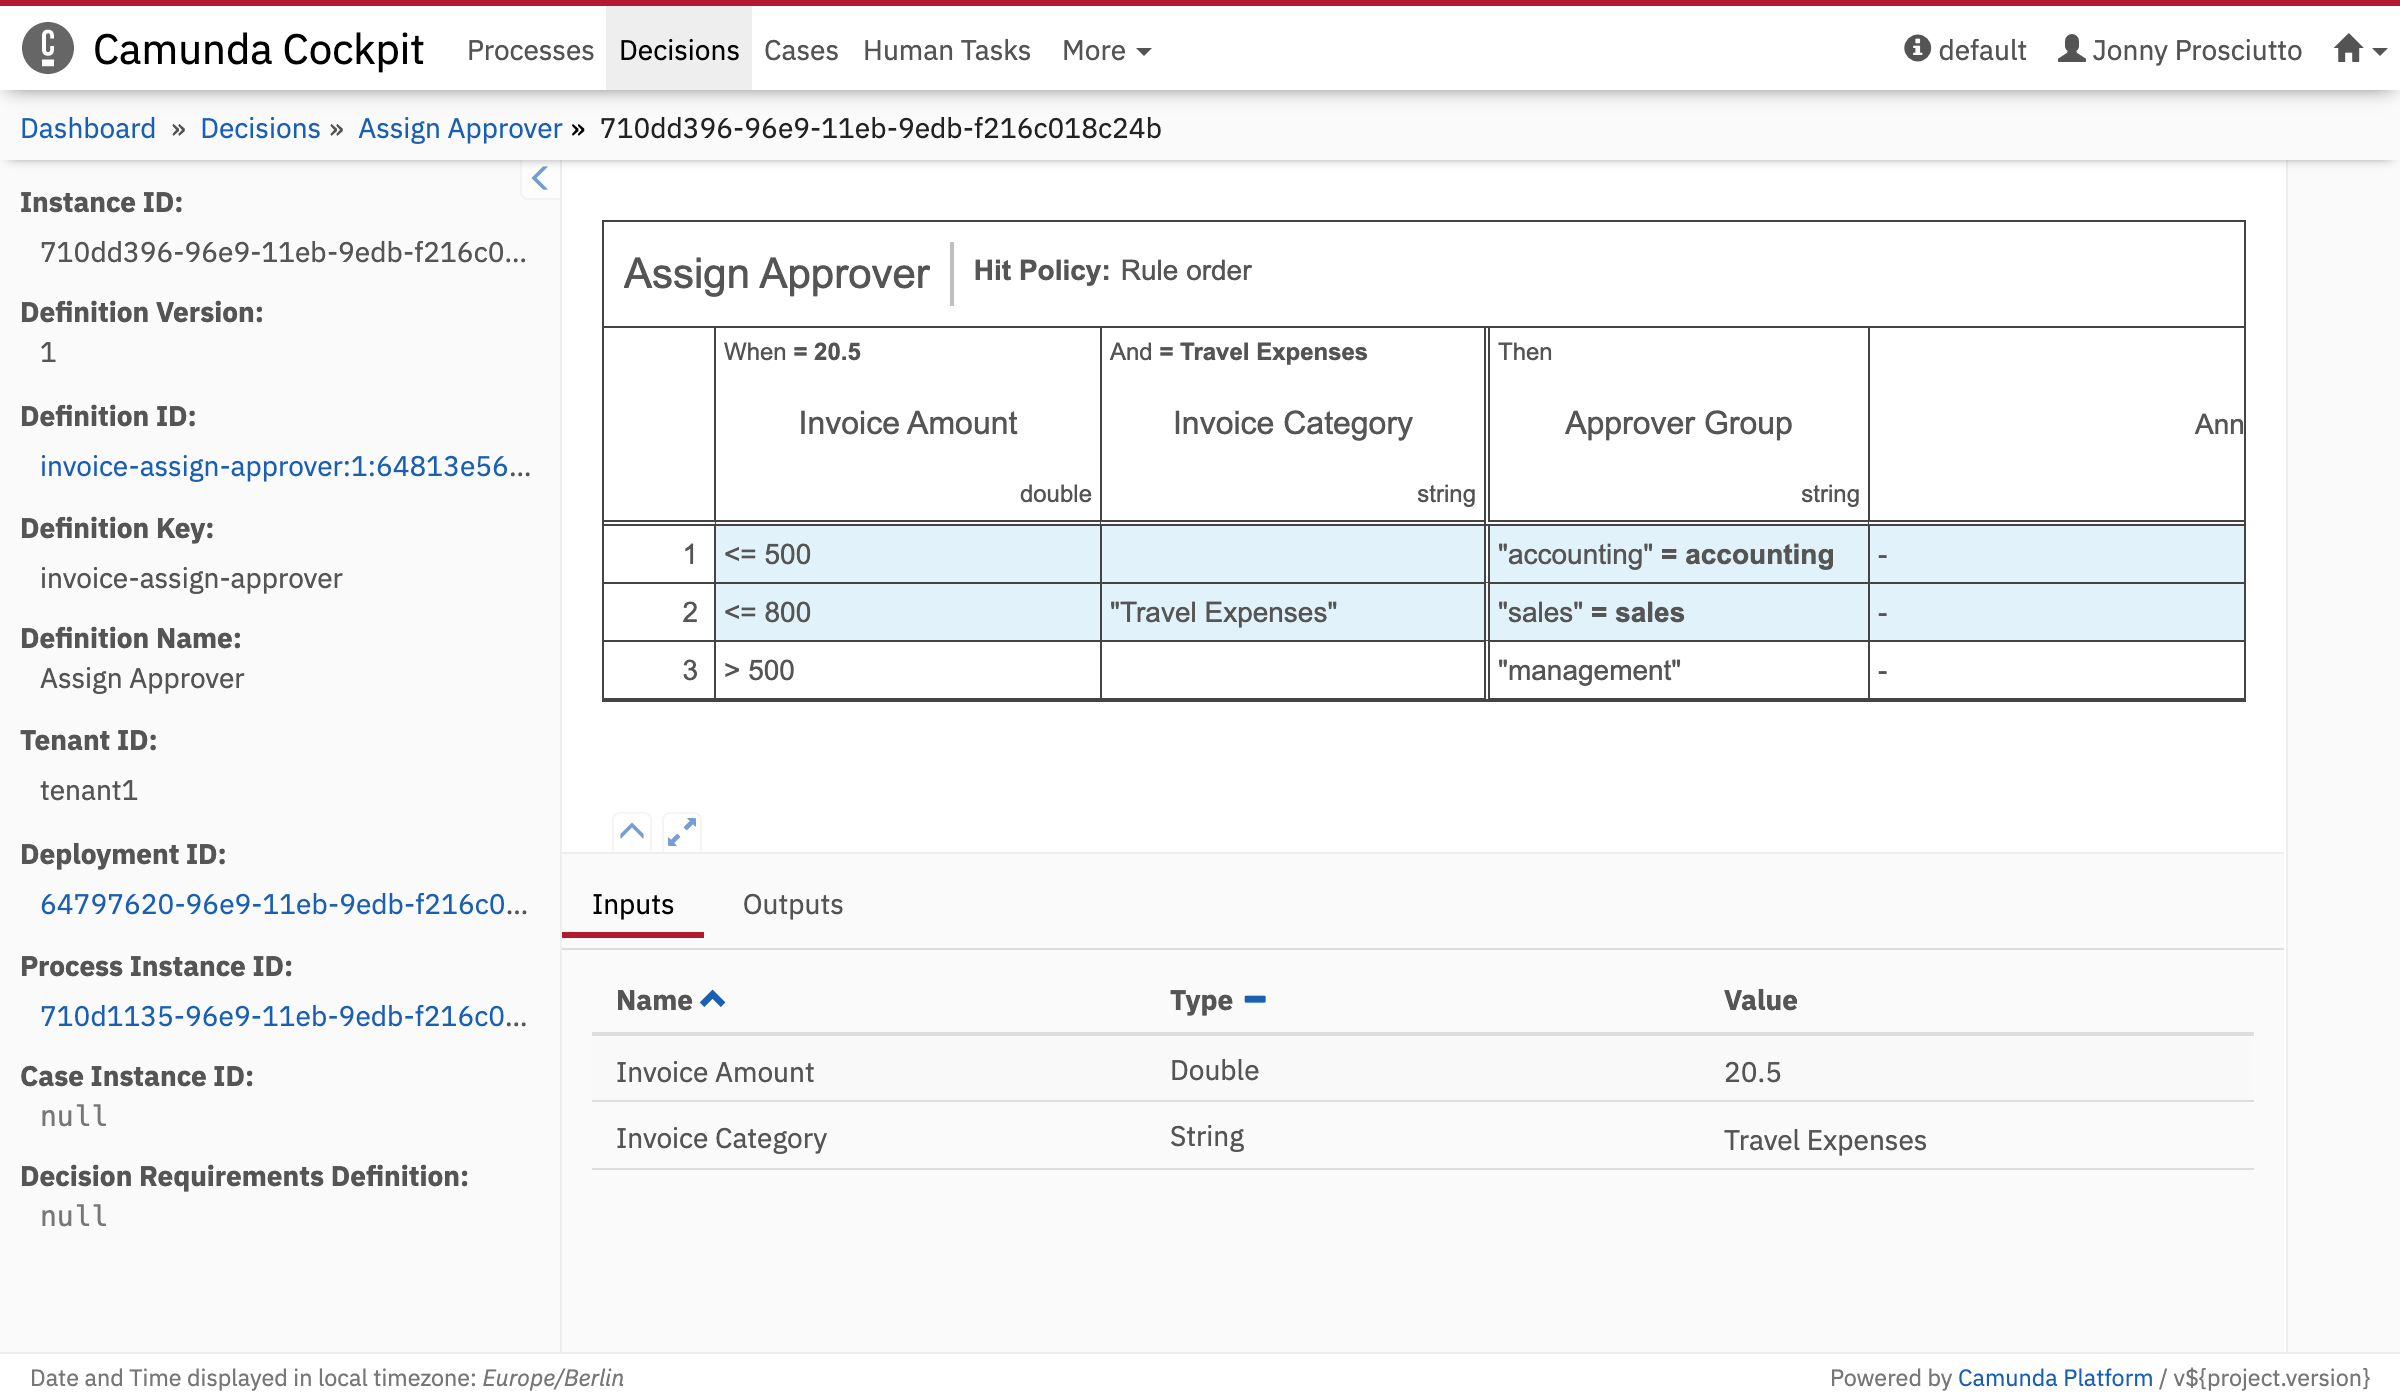 Camunda Cockpit Processes Decisions Cases Human Tasks More default Jonny Prosciutto
Dashboard » Decisions » Assign Approver » 710dd396-96e9-11eb-9edb-f216c018c24b
Instance ID:
710dd396-96e9-11eb-9edb-f216c0...
Definition Version:
1
Definition ID:
invoice-assign-approver:1:64813e56...
Definition Key:
invoice-assign-approver
Definition Name:
Assign Approver
Tenant ID:
tenant1
Deployment ID:
64797620-96e9-11eb-9edb-f216c0...
Process Instance ID:
710d1135-96e9-11eb-9edb-f216c0...
Case Instance ID:
null
Decision Requirements Definition:
null
Assign Approver Hit Policy: Rule order
When = 20.5 And = Travel Expenses Then
Invoice Amount Invoice Category Approver Group Ann
double string string
1 <= 500 "accounting" = accounting -
2 <= 800 "Travel Expenses" "sales" = sales -
3 > 500 "management" -
Inputs Outputs
Name Type Value
Invoice Amount Double 20.5
Invoice Category String Travel Expenses
Date and Time displayed in local timezone: Europe/Berlin Powered by Camunda Platform / v${project.version}